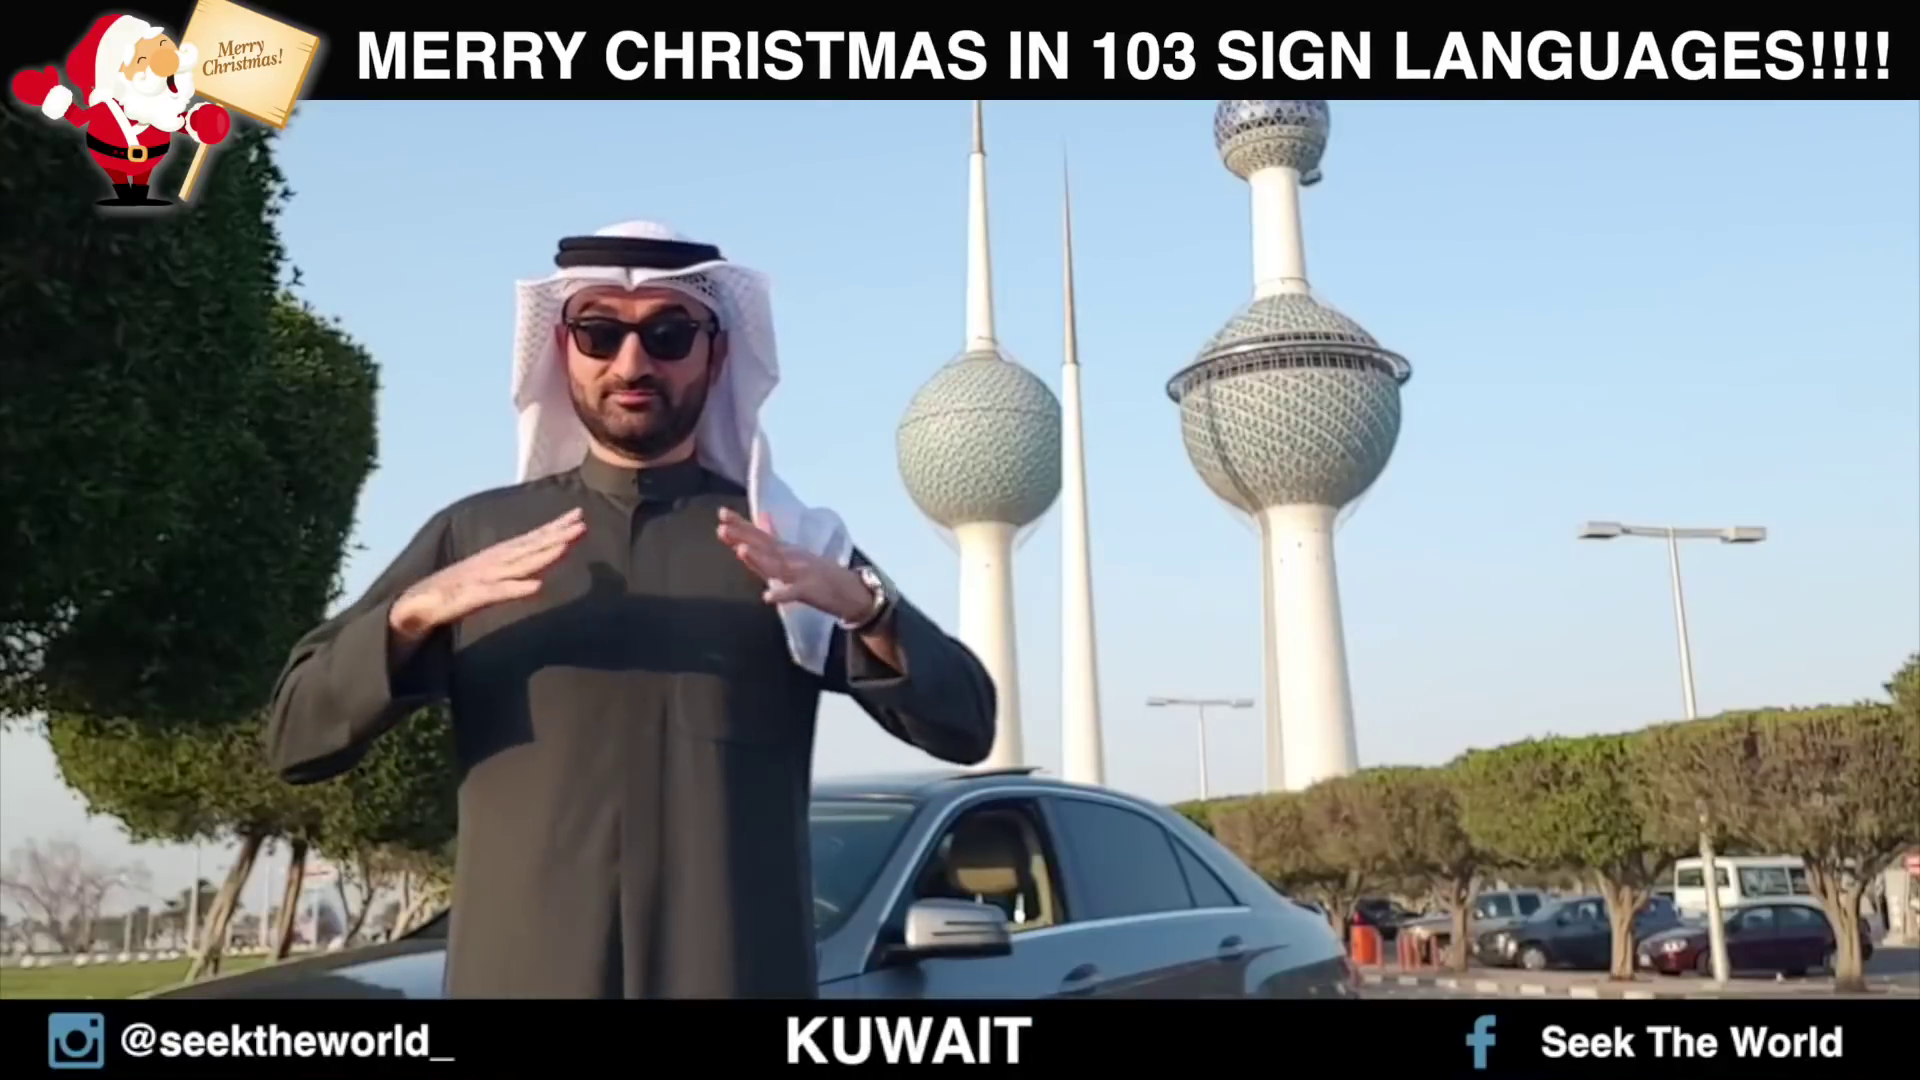 Merry
Christmas!
MERRY CHRISTMAS IN 103 SIGN LANGUAGES!!!!
@seektheworld_
KUWAIT
Seek The World